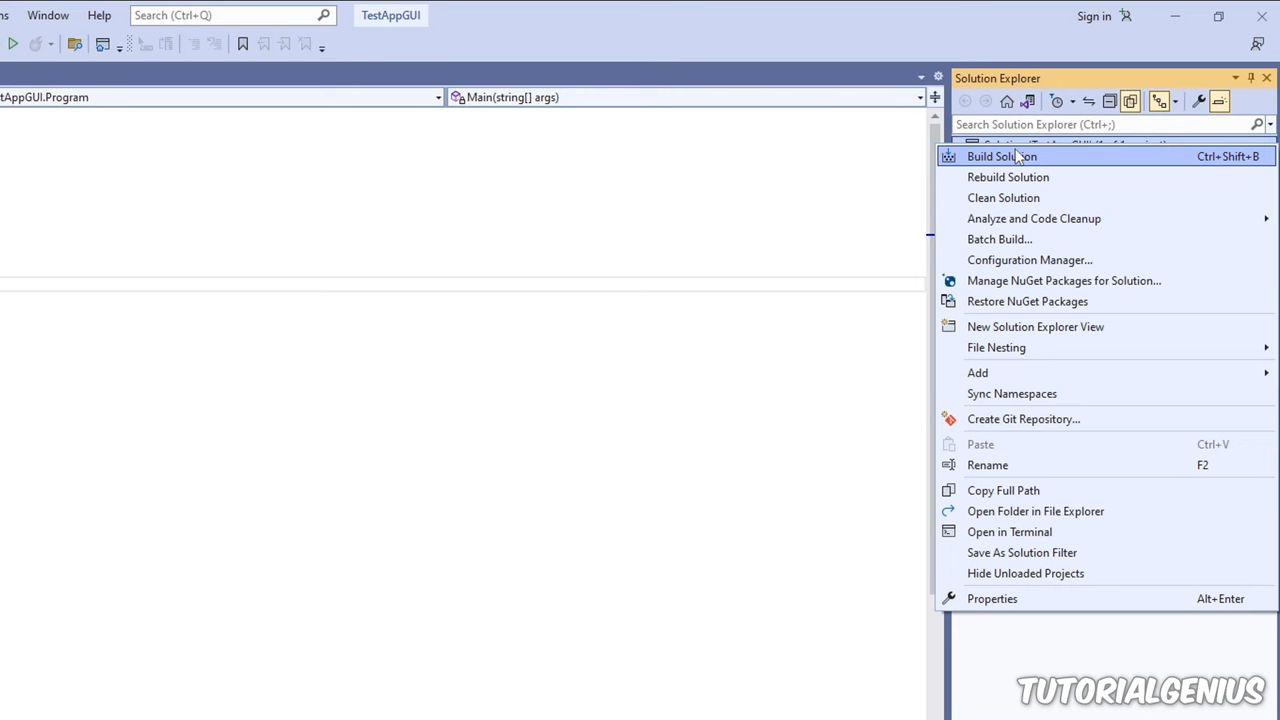 Window Help Search (Ctrl+Q) TestAppGUI Sign in
Solution Explorer
tAppGUI.Program Main(string[] args)
Search Solution Explorer (Ctrl+;)
Build Solution Ctrl+Shift+B
Rebuild Solution
Clean Solution
Analyze and Code Cleanup
Batch Build...
Configuration Manager...
Manage NuGet Packages for Solution...
Restore NuGet Packages
New Solution Explorer View
File Nesting
Add
Sync Namespaces
Create Git Repository...
Paste Ctrl+V
Rename F2
Copy Full Path
Open Folder in File Explorer
Open in Terminal
Save As Solution Filter
Hide Unloaded Projects
Properties Alt+Enter
TUTORIALGENIUS